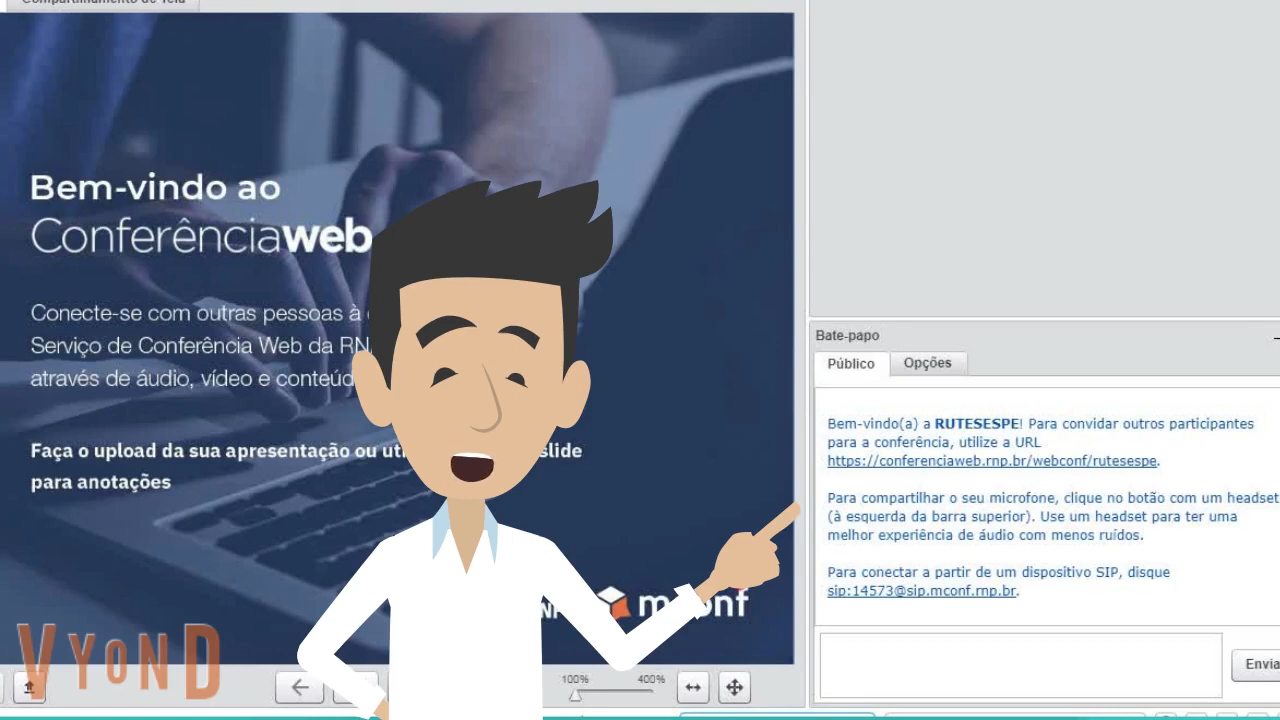 Compartilhamento de Tela
Bem-vindo ao
Conferênciaweb
Conecte-se com outras pessoas à
Serviço de Conferência Web da RN
através de áudio, vídeo e conteúd
Faça o upload da sua apresentação ou uti slide
para anotações
mconf
VYOND
100% 400%
Bate-papo
Público Opções
Bem-vindo(a) a RUTESESPE! Para convidar outros participantes
para a conferência, utilize a URL
https://conferenciaweb.rnp.br/webconf/rutesespe.
Para compartilhar o seu microfone, clique no botão com um headset
(à esquerda da barra superior). Use um headset para ter uma
melhor experiência de áudio com menos ruídos.
Para conectar a partir de um dispositivo SIP, disque
sip:14573@sip.mconf.rnp.br.
Envia